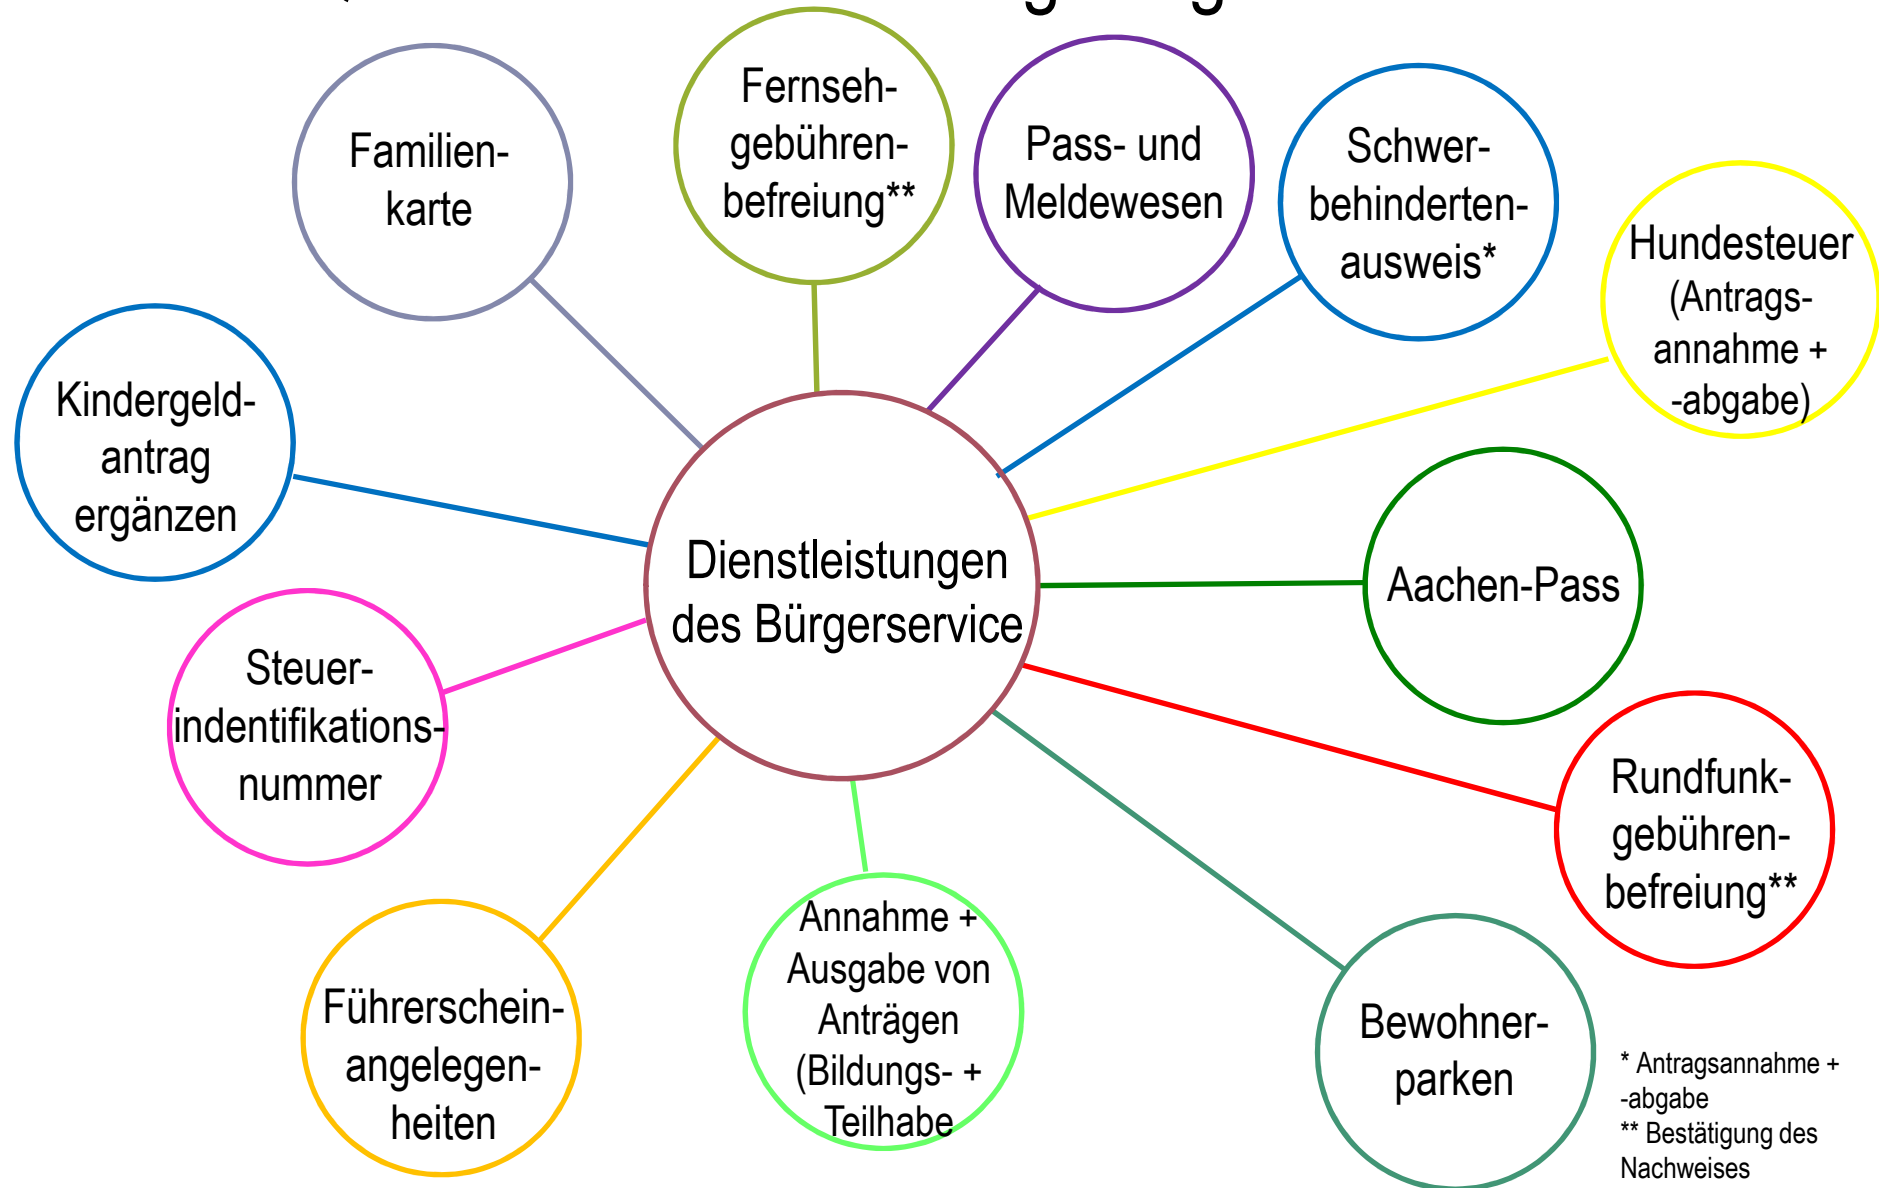 Familien-
karte
Fernseh-
gebühren-
befreiung**
Pass- und
Meldewesen
Schwer-
behinderten-
ausweis*
Hundesteuer
(Antrags-
annahme +
-abgabe)
Kindergeld-
antrag
ergänzen
Dienstleistungen
des Bürgerservice
Aachen-Pass
Steuer-
indentifikations-
nummer
Rundfunk-
gebühren-
befreiung**
Führerschein-
angelegen-
heiten
Annahme +
Ausgabe von
Anträgen
(Bildungs- +
Teilhabe
Bewohner-
parken
* Antragsannahme +
-abgabe
** Bestätigung des
Nachweises